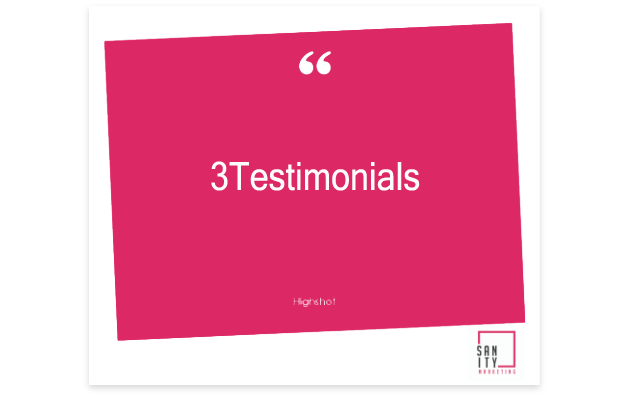 “
3Testimonials
Highshot
SAN
ITY
MARKETING